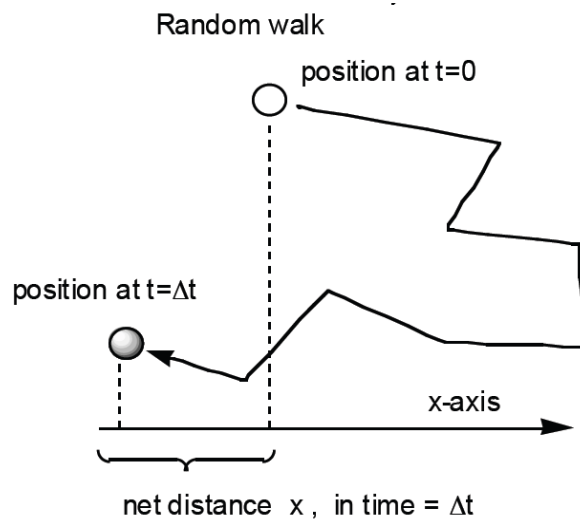 Random walk
position at t=0
position at t=Δt
x-axis
net distance x , in time = Δt